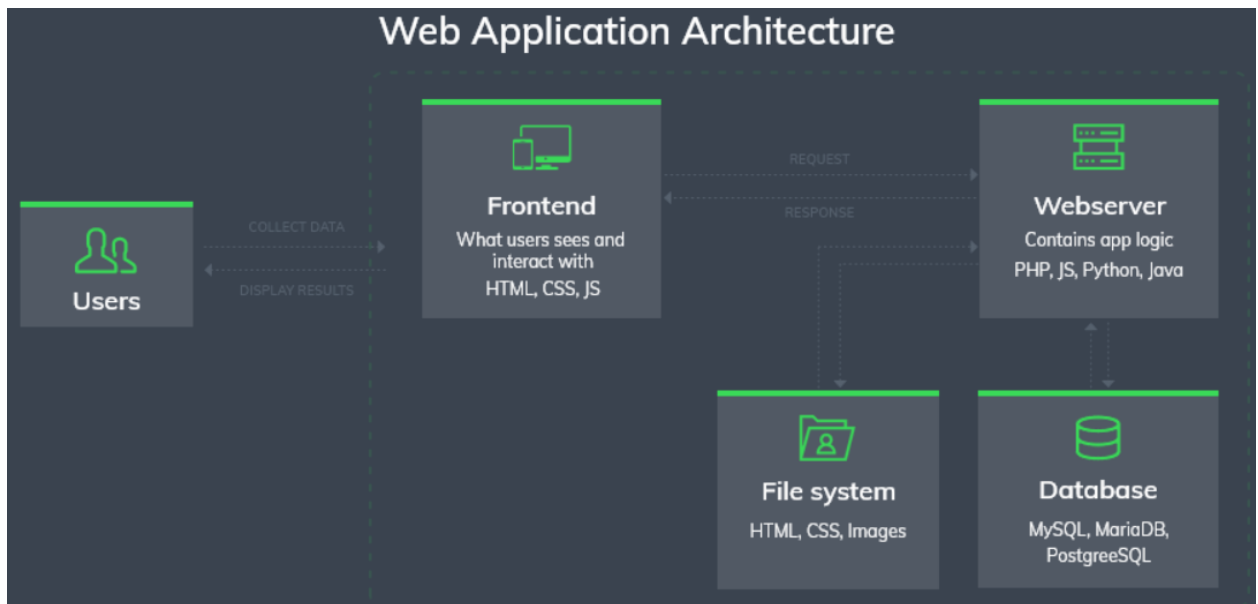 Web Application Architecture
Users
COLLECT DATA
DISPLAY RESULTS
Frontend
What users sees and
interact with
HTML, CSS, JS
REQUEST
RESPONSE
Webserver
Contains app logic
PHP, JS, Python, Java
File system
HTML, CSS, Images
Database
MySQL, MariaDB,
PostgreeSQL